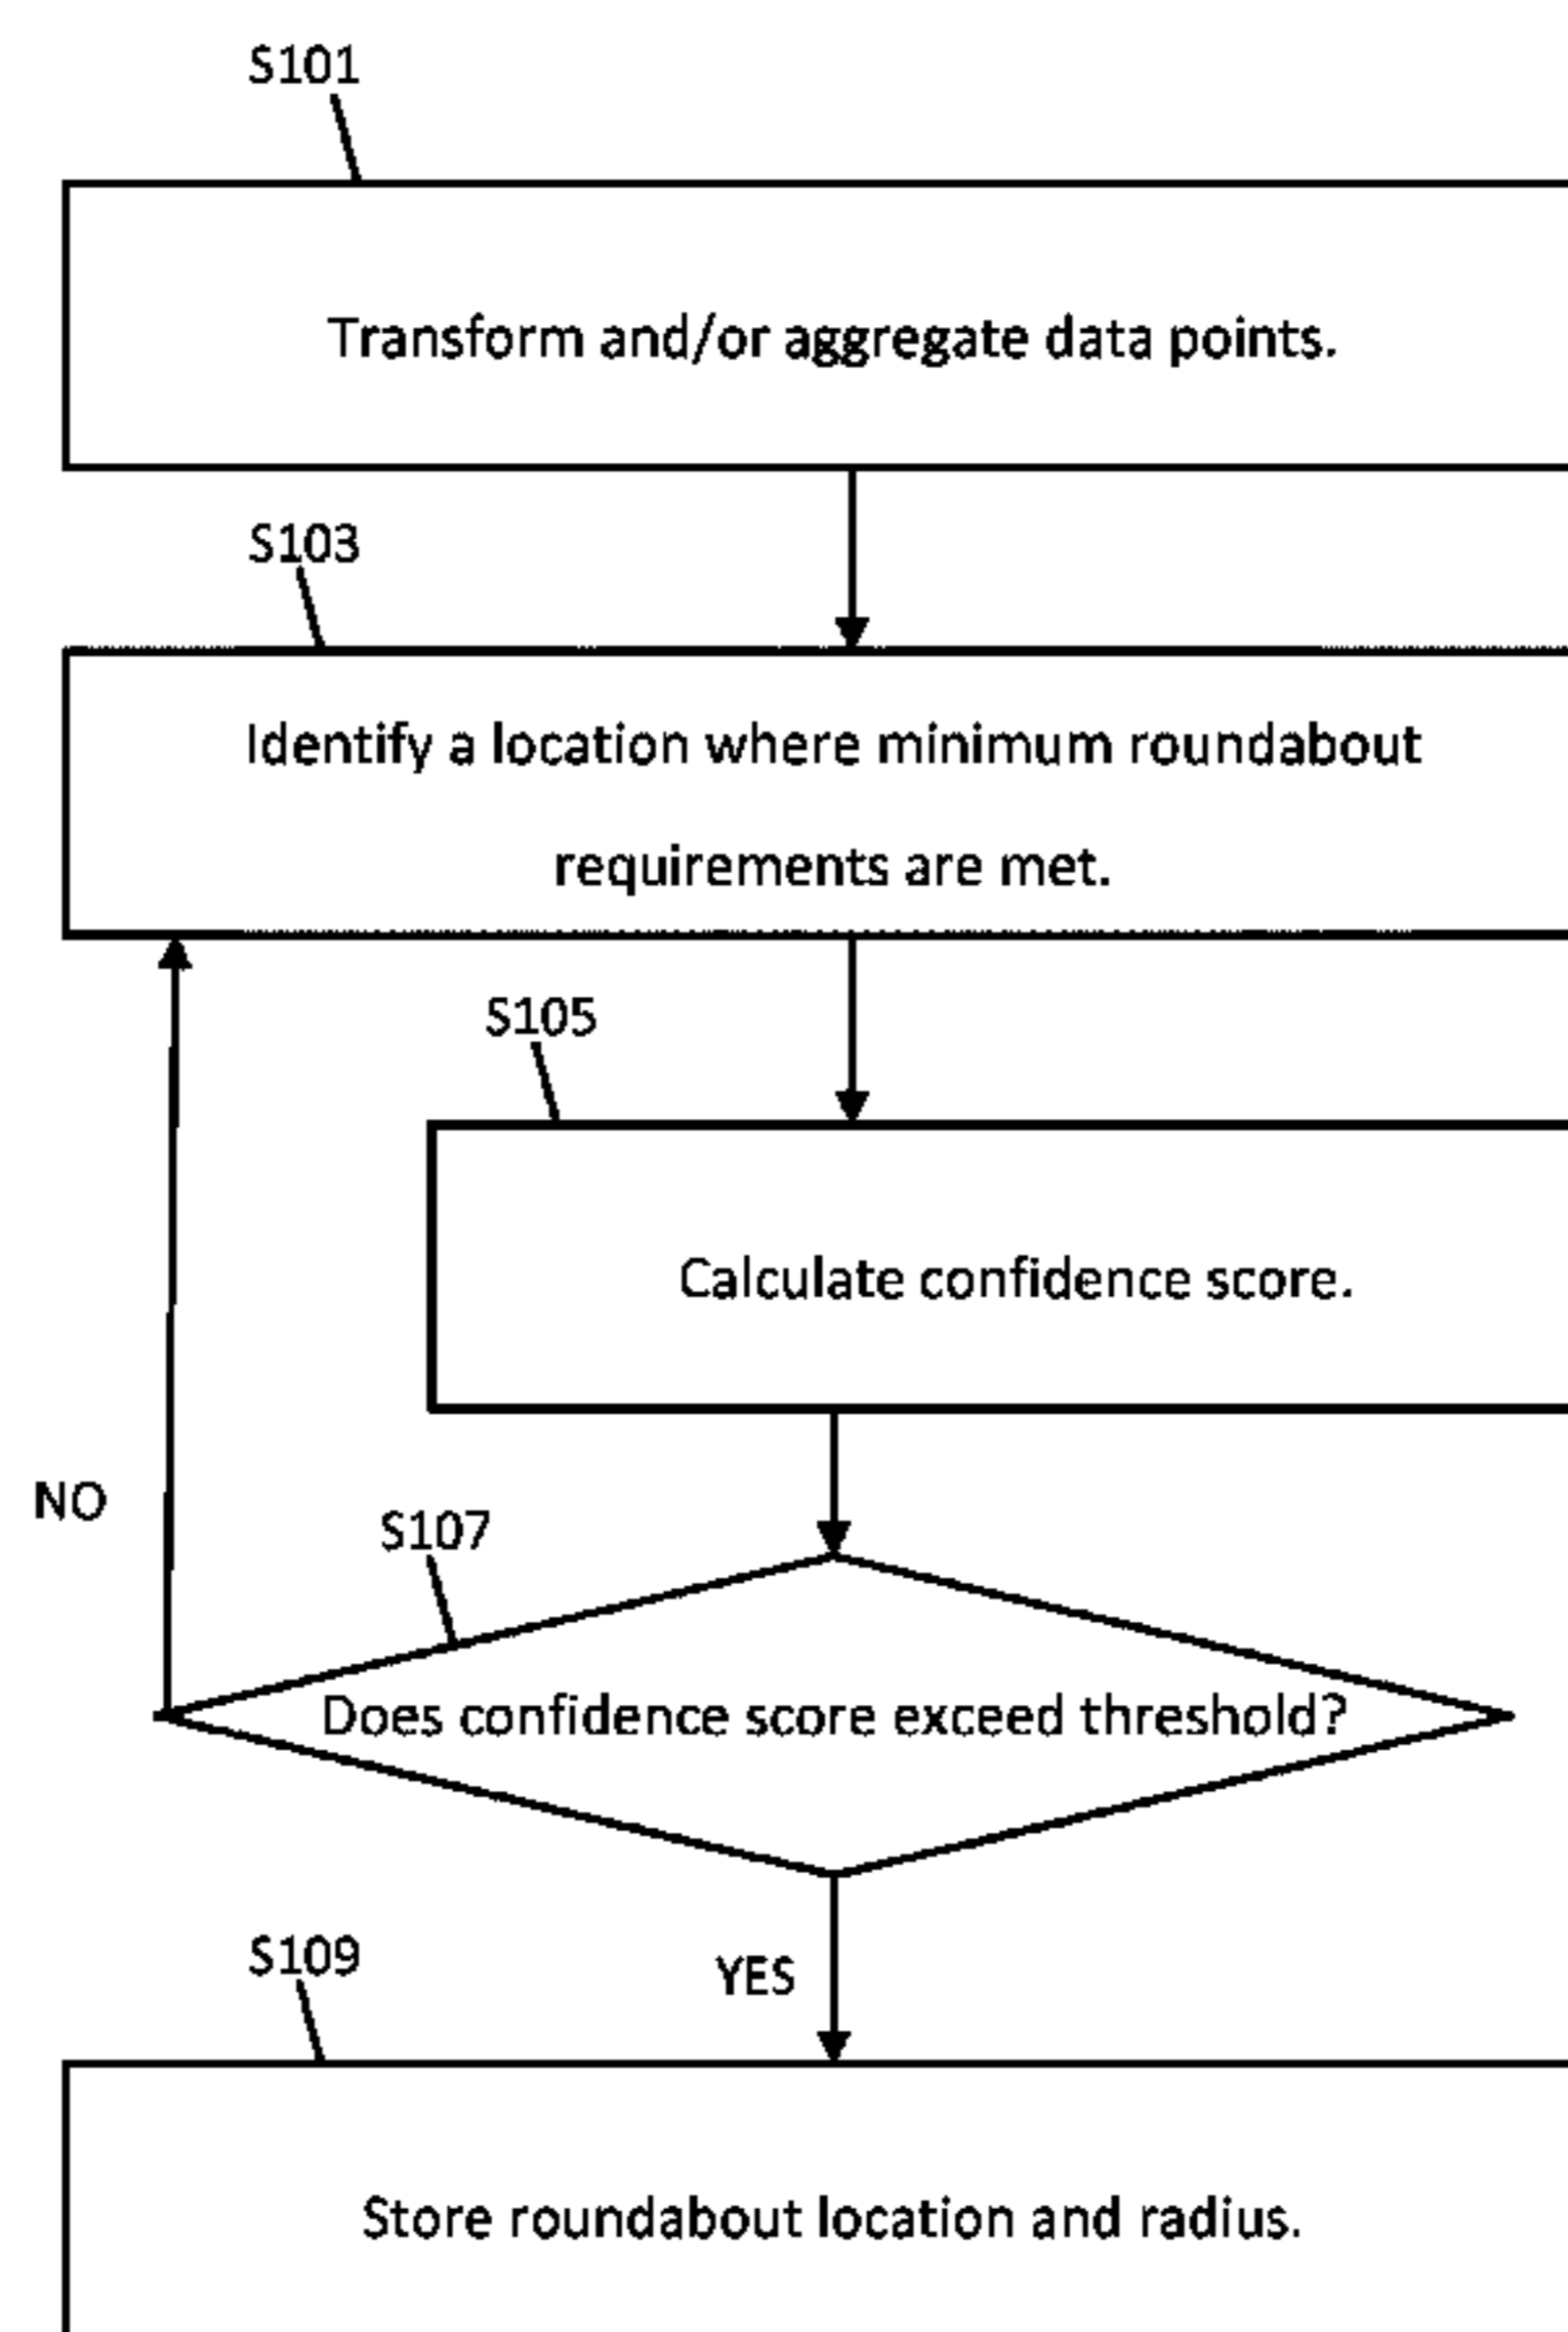 S101
Transform and/or aggregate data points.
S103
Identify a location where minimum roundabout
requirements are met.
S105
Calculate confidence score.
NO
S107
Does confidence score exceed threshold?
S109
YES
Store roundabout location and radius.